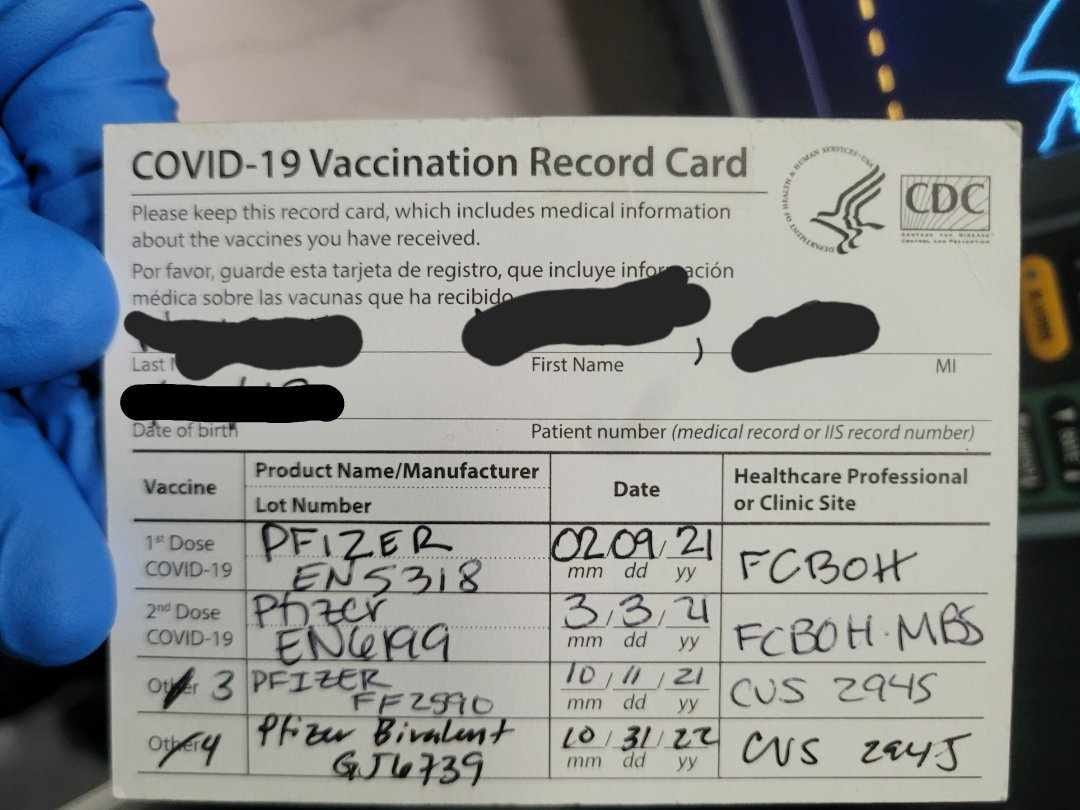 COVID-19 Vaccination Record Card
CDC
Please keep this record card, which includes medical information
about the vaccines you have received.
Por favor, guarde esta tarjeta de registro, que incluye información
médica sobre las vacunas que ha recibido
Last First Name MI
Date of birth Patient number (medical record or IIS record number)
Vaccine Product Name/Manufacturer Date Healthcare Professional
Lot Number or Clinic Site
1st Dose PFIZER 02/09/21 FCBOH
COVID-19 EN5318 mm dd yy
2nd Dose Pfizer 3/3/21 FCBOH-MBS
COVID-19 EN6199 mm dd yy
Other 3 PFIZER 10/11/21 CVS 2945
FF2590 mm dd yy
Other 4 Pfizer Bivalent 10/31/22 CVS
GJ6739 mm dd yy